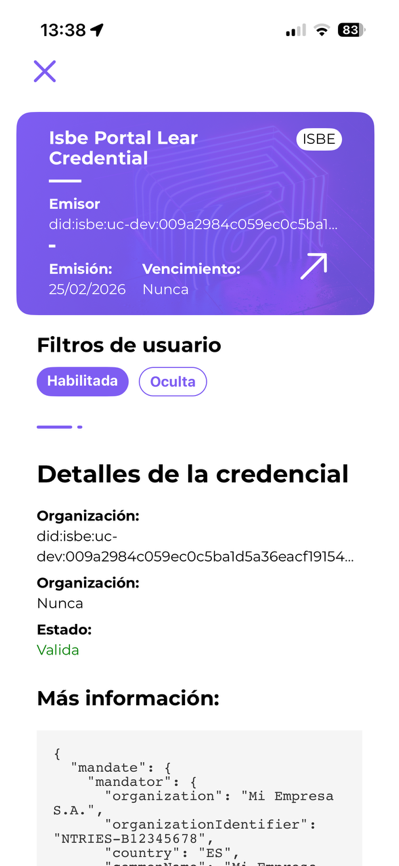 13:38
83
Isbe Portal Lear
Credential
ISBE
Emisor
did:isbe:uc-dev:009a2984c059ec0c5ba1...
Emisión:
Vencimiento:
25/02/2026
Nunca
Filtros de usuario
Habilitada
Oculta
Detalles de la credencial
Organización:
did:isbe:uc-
dev:009a2984c059ec0c5ba1d5a36eacf19154...
Organización:
Nunca
Estado:
Valida
Más información:
{
"mandate": {
"mandator": {
"organization": "Mi Empresa
S.A.",
"organizationIdentifier":
"NTRIES-B12345678",
"country": "ES",